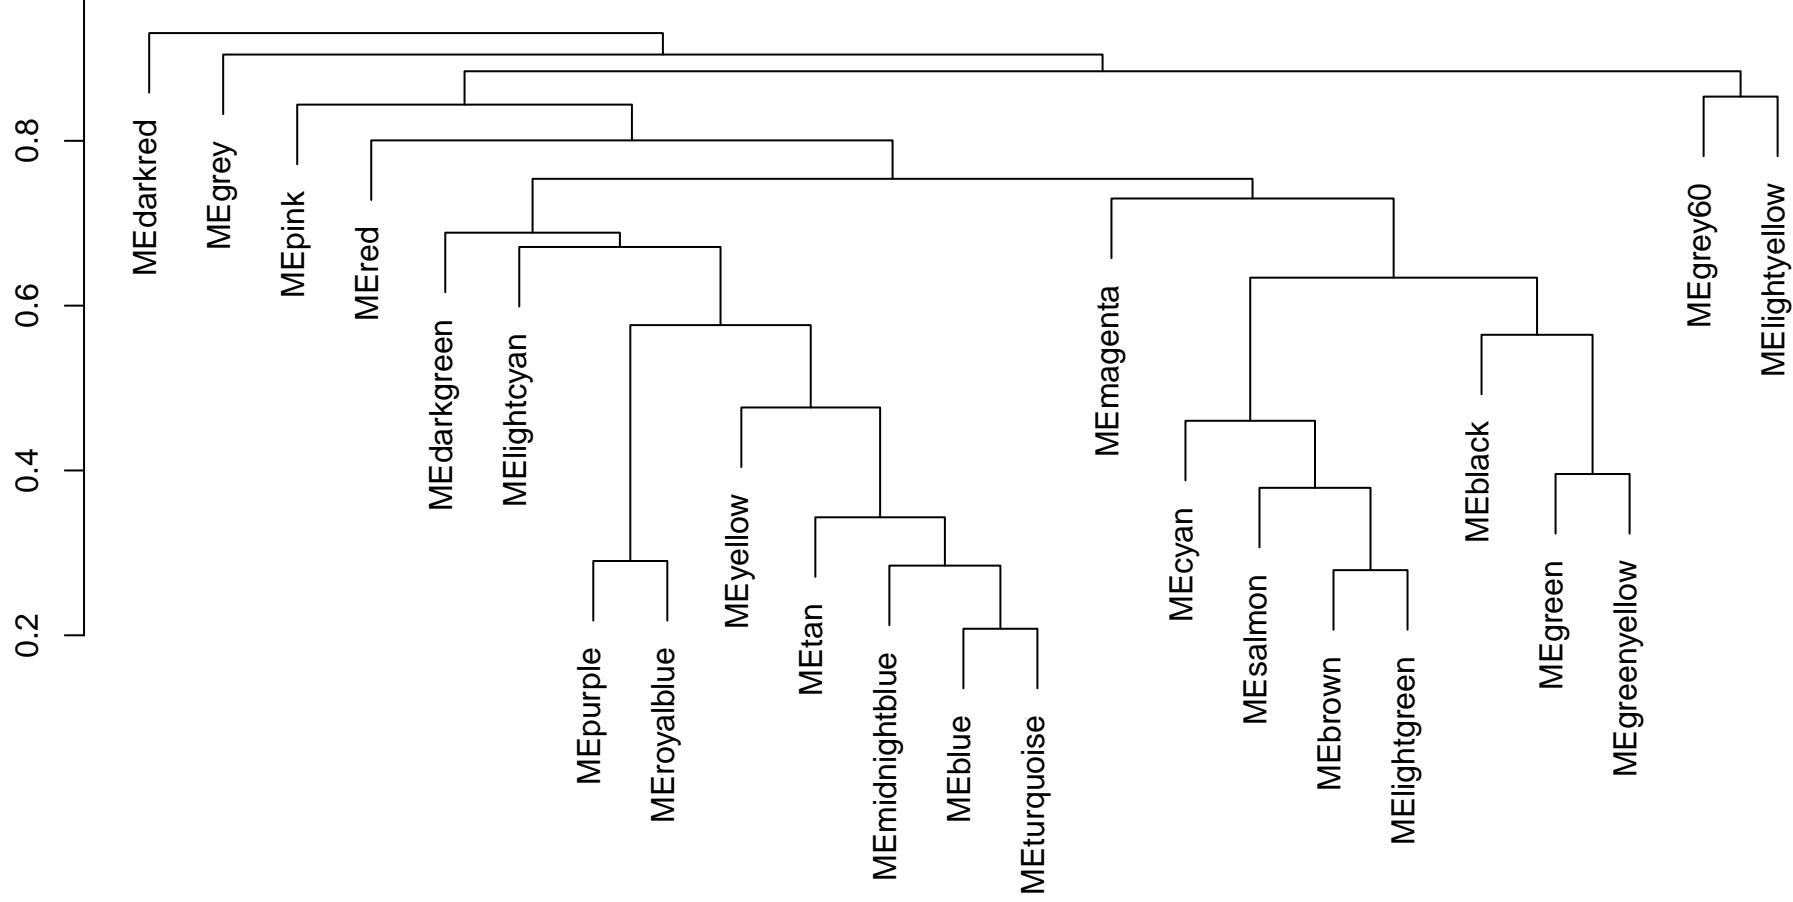 0.8
0.6
0.4
0.2
MEdarkred
MEgrey
MEpink
MEred
MEdarkgreen
MElightcyan
MEpurple
MEroyalblue
MEyellow
MEtan
MEmidnightblue
MEblue
MEturquoise
MEmagenta
MEcyan
MEsalmon
MEbrown
MElightgreen
MEblack
MEgreen
MEgreenyellow
MEgrey60
MElightyellow